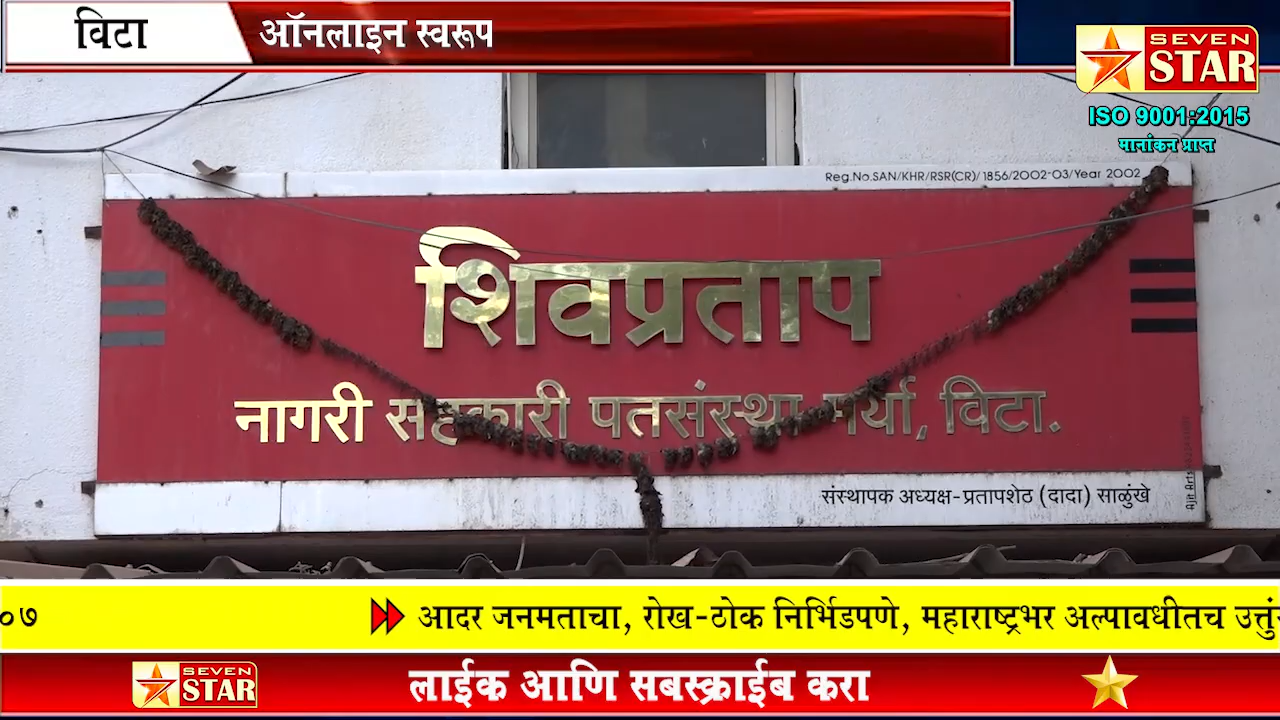 विटा
ऑनलाइन स्वरूप
SEVEN
STAR
ISO 9001:2015
मानांकन प्राप्त
Reg.No.SAN/KHR/RSR(CR)/1856/2002-03/Year 2002
शिवप्रताप
नागरी सहकारी पतसंस्था मर्या, विटा.
संस्थापक अध्यक्ष-प्रतापशेठ (दादा) साळुंखे
Ajit Arts
०७
आदर जनमताचा, रोख-ठोक निर्भिडपणे, महाराष्ट्रभर अल्पावधीतच
SEVEN
STAR
लाईक आणि सबस्क्राईब करा